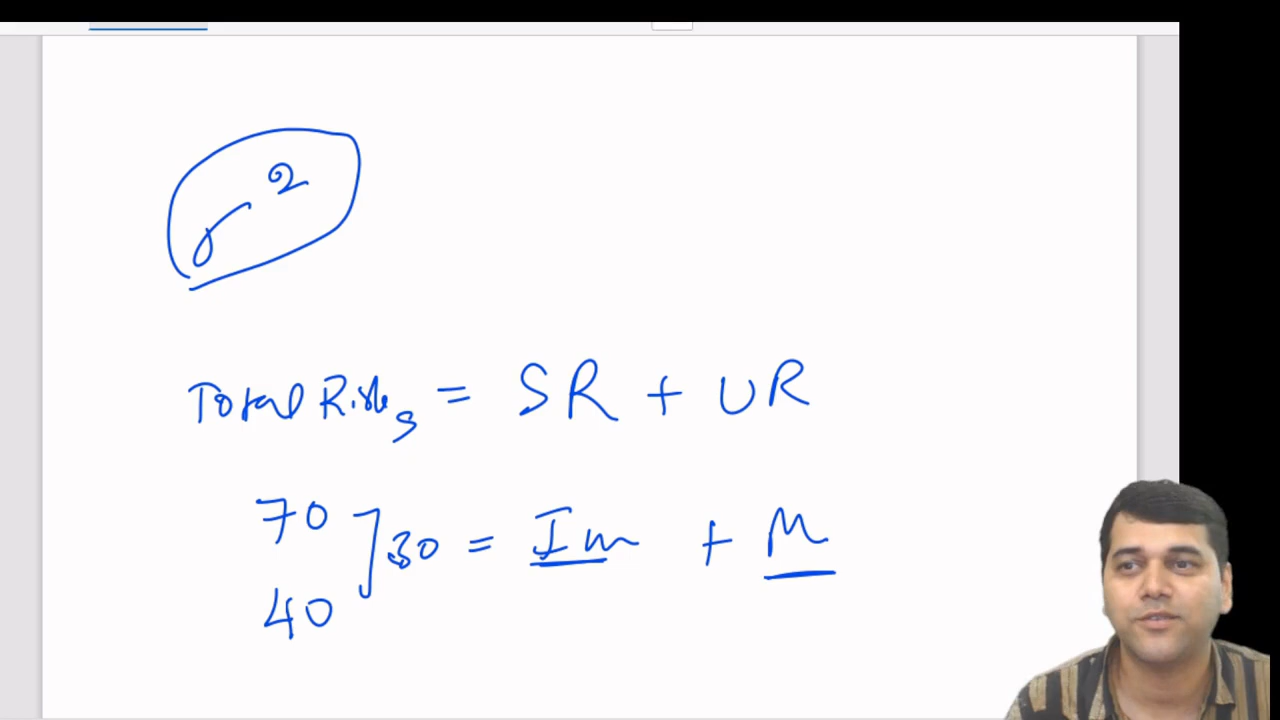 r²
Total Risks = SR + UR
70
] 30 = Im + M
40